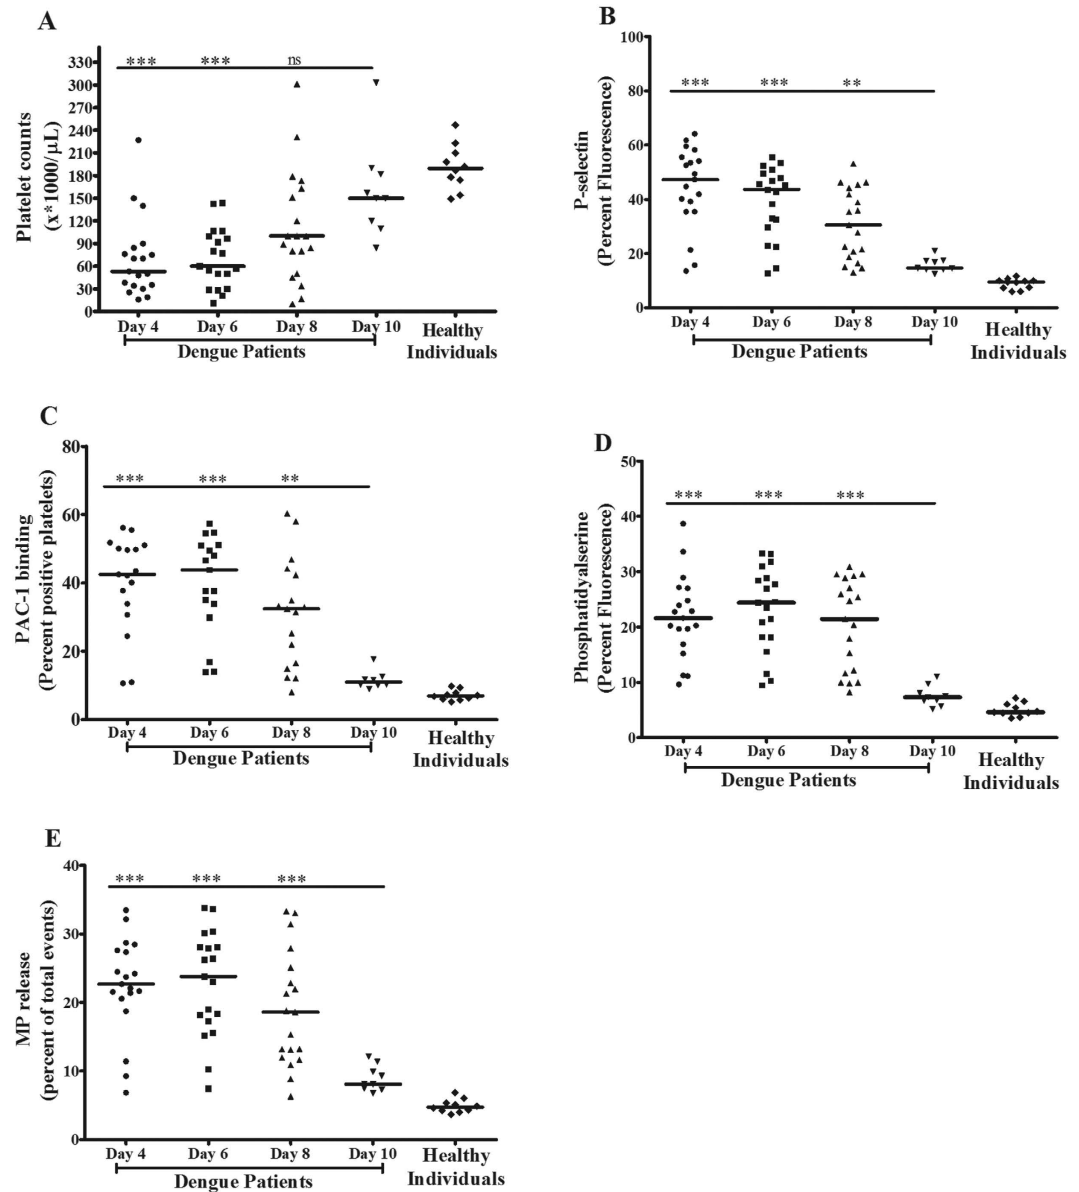 A
Platelet counts
(x*1000/µL)
330
300
270
240
210
180
150
120
90
60
30
0
*** *** ns
Day 4 Day 6 Day 8 Day 10
Dengue Patients
Healthy
Individuals
B
P-selectin
(Percent Fluorescence)
100
80
60
40
20
0
*** *** **
Day 4 Day 6 Day 8 Day 10
Dengue Patients
Healthy
Individuals
C
PAC-1 binding
(Percent positive platelets)
80
60
40
20
0
*** *** **
Day 4 Day 6 Day 8 Day 10
Dengue Patients
Healthy
Individuals
D
Phosphatidyalserine
(Percent Fluorescence)
50
40
30
20
10
0
*** *** ***
Day 4 Day 6 Day 8 Day 10
Dengue Patients
Healthy
Individuals
E
MP release
(percent of total events)
40
30
20
10
0
*** *** ***
Day 4 Day 6 Day 8 Day 10
Dengue Patients
Healthy
Individuals